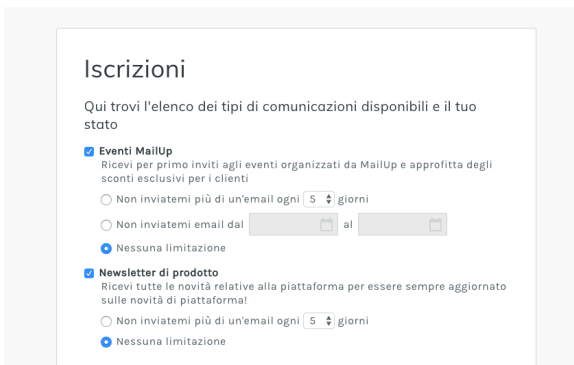 Iscrizioni
Qui trovi l'elenco dei tipi di comunicazioni disponibili e il tuo
stato
Eventi MailUp
Ricevi per primo inviti agli eventi organizzati da MailUp e approfitta degli
sconti esclusivi per i clienti
Non inviatemi più di un'email ogni 5 giorni
Non inviatemi email dal al
Nessuna limitazione
Newsletter di prodotto
Ricevi tutte le novità relative alla piattaforma per essere sempre aggiornato
sulle novità di piattaforma!
Non inviatemi più di un'email ogni 5 giorni
Nessuna limitazione